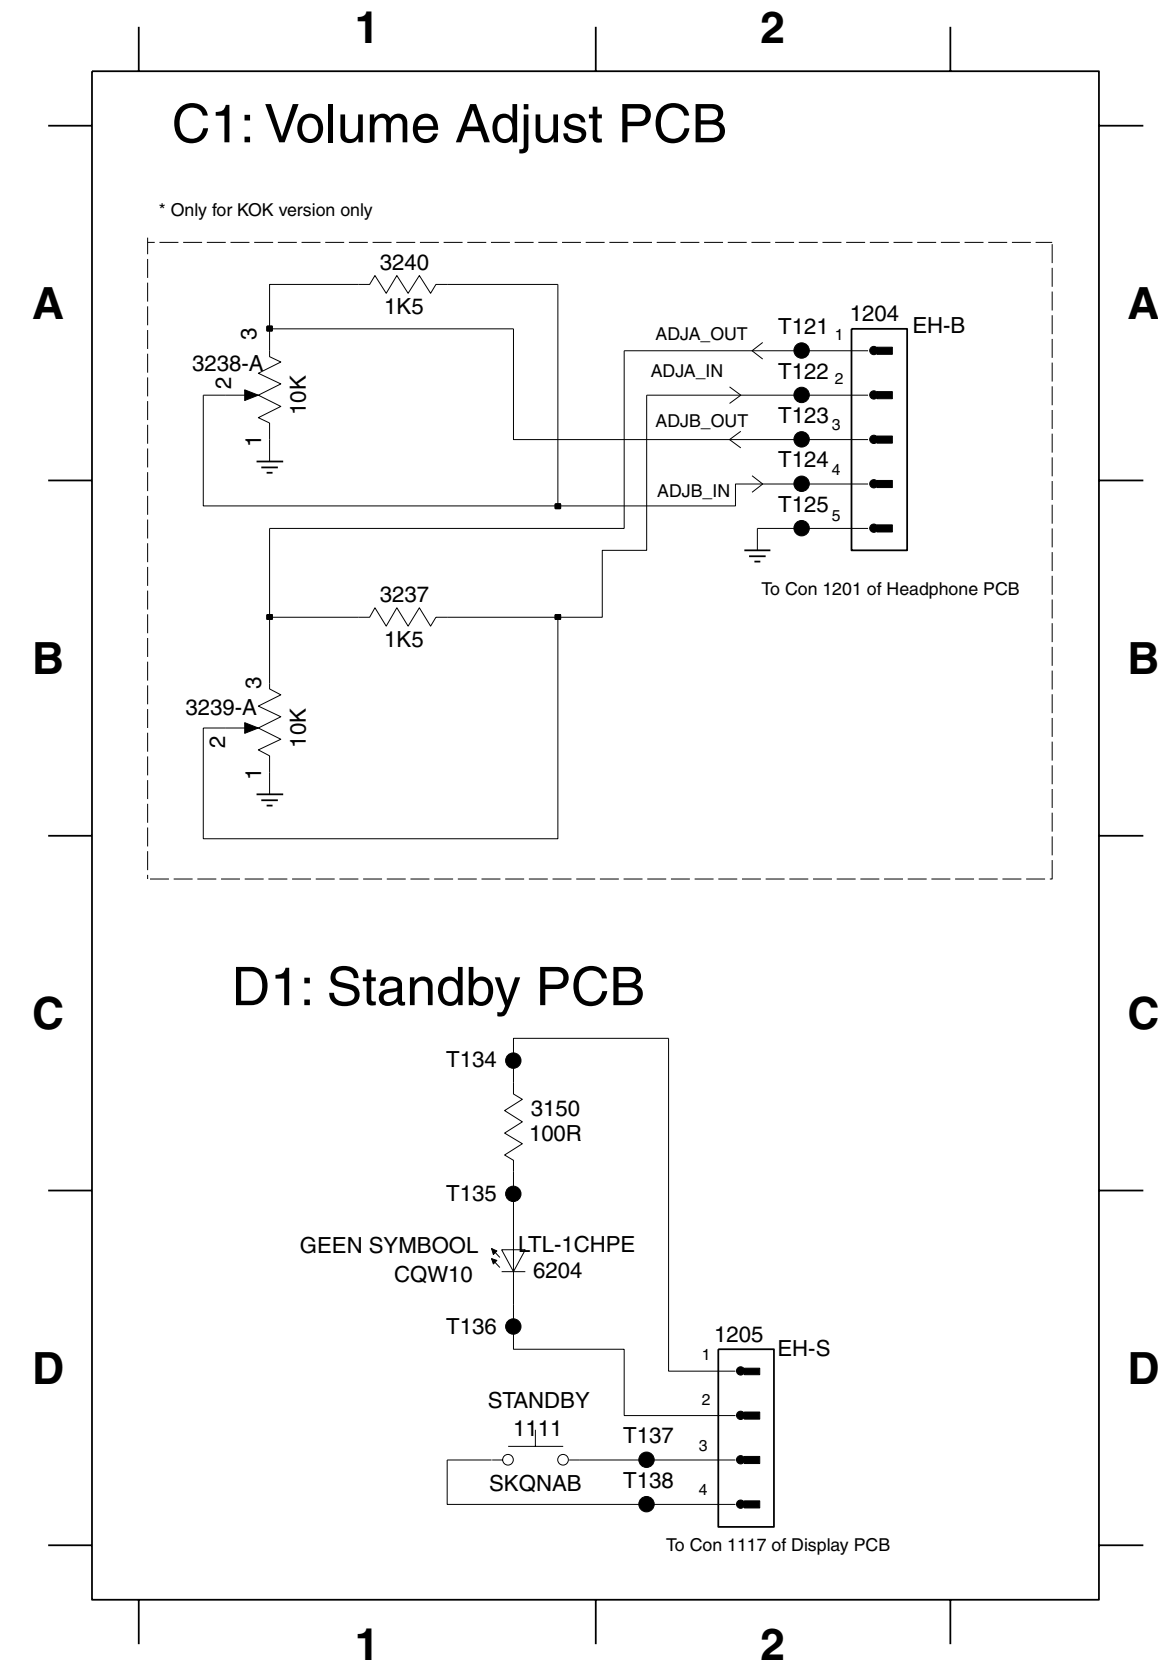 1 2
C1: Volume Adjust PCB
* Only for KOK version only
A A
3240
1K5
3
3238-A
2
10K
1
1204
EH-B
ADJA_OUT T121 1
ADJA_IN T122 2
ADJB_OUT T123 3
T124 4
ADJB_IN
T125 5
To Con 1201 of Headphone PCB
3237
1K5
B B
3
3239-A
2
10K
1
D1: Standby PCB
C C
T134
3150
100R
T135
GEEN SYMBOOL LTL-1CHPE
CQW10 6204
T136
1205
EH-S
1
D D
2
STANDBY
1111
T137 3
SKQNAB
T138 4
To Con 1117 of Display PCB
1 2